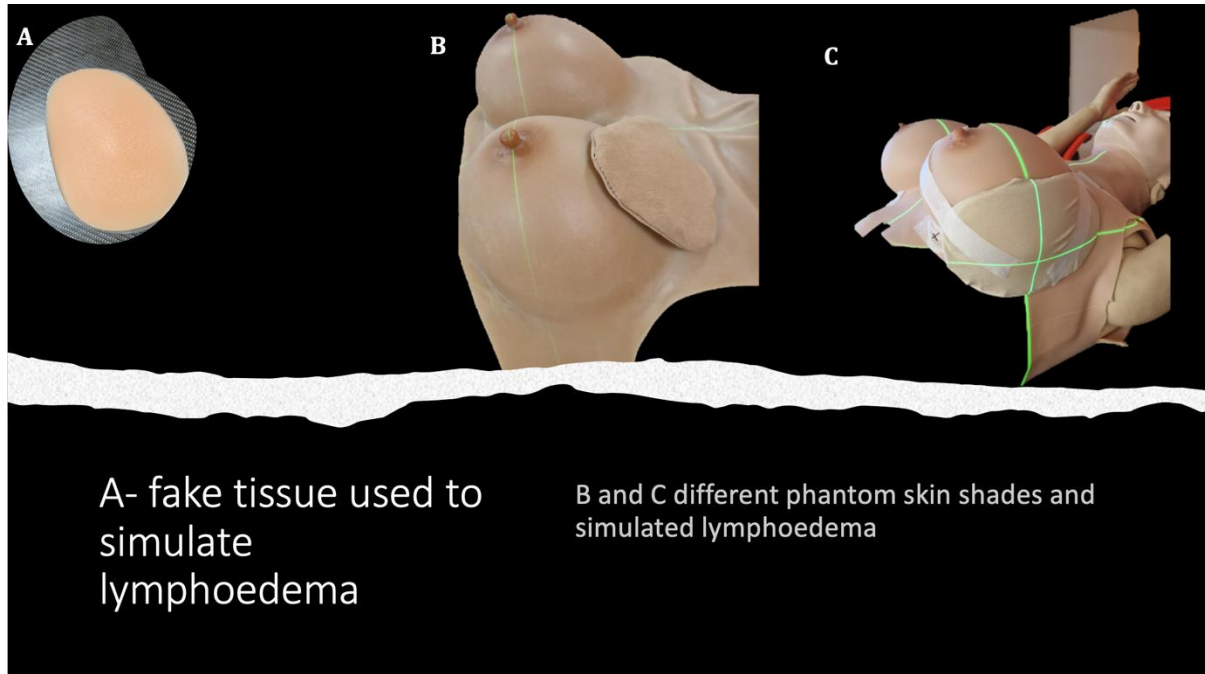 A
B
C
A- fake tissue used to
simulate
lymphoedema
B and C different phantom skin shades and
simulated lymphoedema